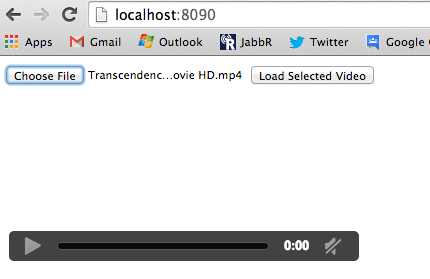 localhost:8090
Apps Gmail Outlook JabbR Twitter Google
Choose File Transcendenc...ovie HD.mp4 Load Selected Video
0:00